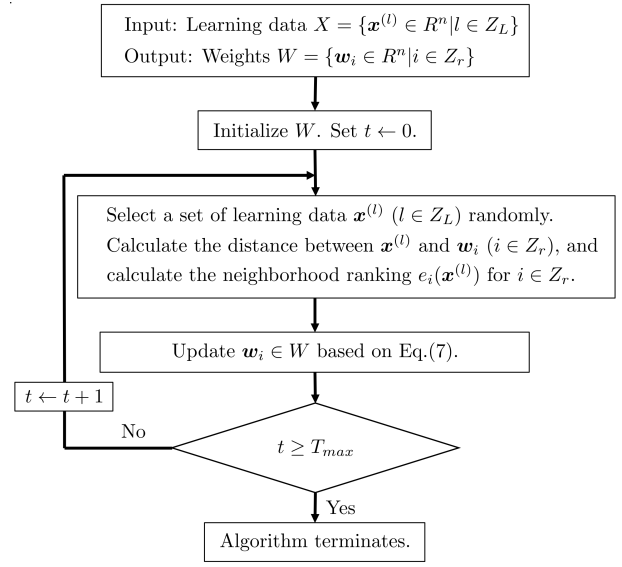 Input: Learning data X = {x^(l) ∈ R^n | l ∈ Z_L}
Output: Weights W = {w_i ∈ R^n | i ∈ Z_r}
Initialize W. Set t ← 0.
Select a set of learning data x^(l) (l ∈ Z_L) randomly.
Calculate the distance between x^(l) and w_i (i ∈ Z_r), and
calculate the neighborhood ranking e_i(x^(l)) for i ∈ Z_r.
Update w_i ∈ W based on Eq.(7).
t ← t + 1
No
t ≥ T_max
Yes
Algorithm terminates.